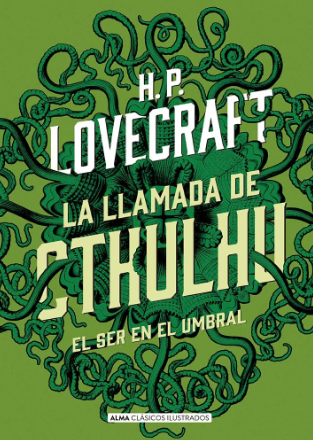 H. P.
LOVECRAFT
LA LLAMADA DE
CTHULHU
EL SER EN EL UMBRAL
ALMA CLÁSICOS ILUSTRADOS